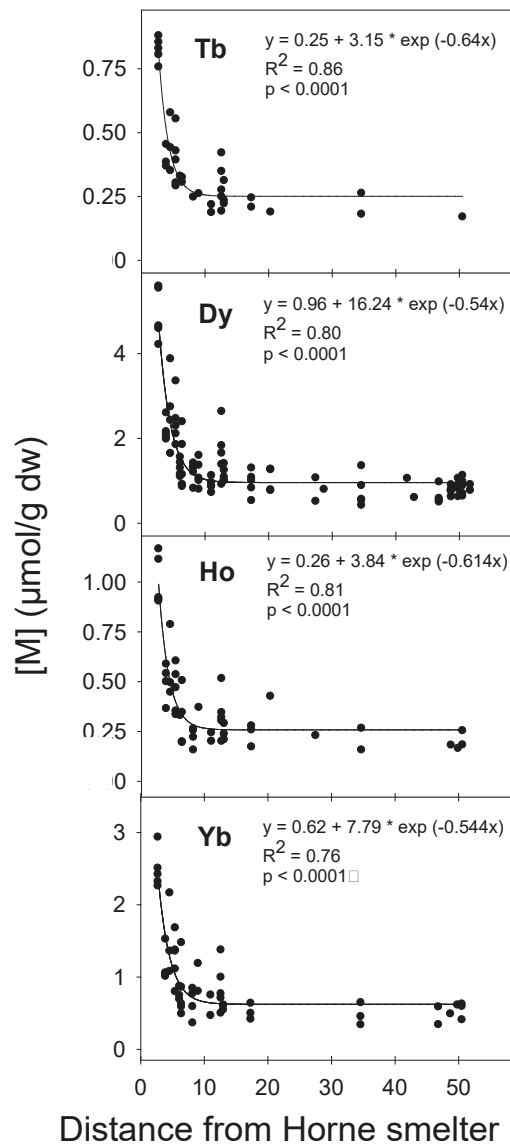 Tb
y = 0.25 + 3.15 * exp (-0.64x)
R² = 0.86
p < 0.0001
0.75
0.50
0.25
0
Dy
y = 0.96 + 16.24 * exp (-0.54x)
R² = 0.80
p < 0.0001
4
2
0
[M] (µmol/g dw)
Ho
y = 0.26 + 3.84 * exp (-0.614x)
R² = 0.81
p < 0.0001
1.00
0.75
0.50
0.25
0.00
Yb
y = 0.62 + 7.79 * exp (-0.544x)
R² = 0.76
p < 0.0001□
3
2
1
0
0 10 20 30 40 50
Distance from Horne smelter